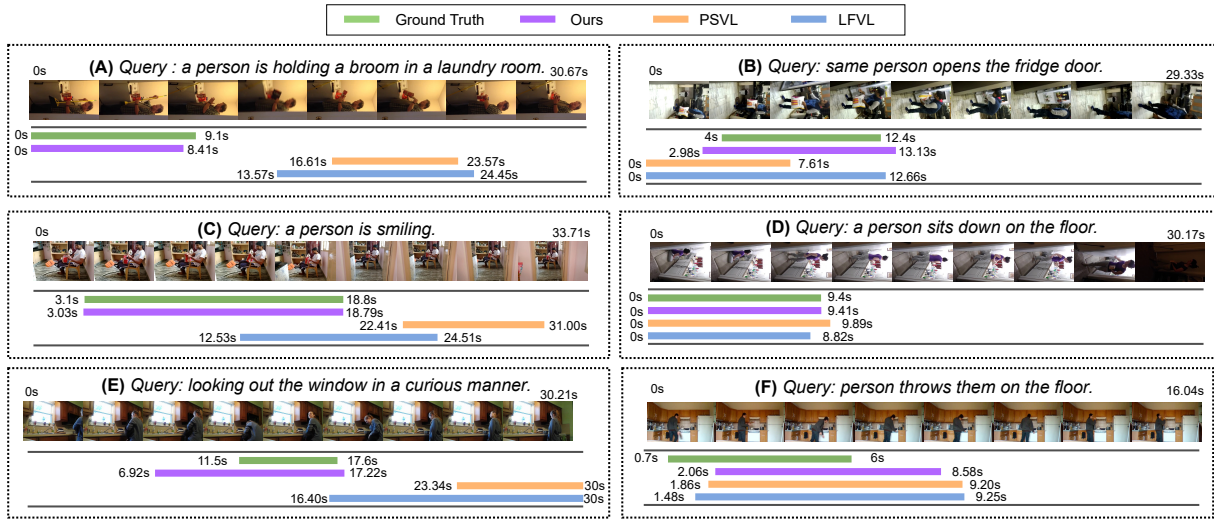 Ground Truth Ours PSVL LFVL
0s (A) Query : a person is holding a broom in a laundry room. 30.67s
0s 9.1s
0s 8.41s
16.61s 23.57s
13.57s 24.45s
0s (B) Query: same person opens the fridge door. 29.33s
4s 12.4s
2.98s 13.13s
0s 7.61s
0s 12.66s
0s (C) Query: a person is smiling. 33.71s
3.1s 18.8s
3.03s 18.79s
22.41s 31.00s
12.53s 24.51s
0s (D) Query: a person sits down on the floor. 30.17s
0s 9.4s
0s 9.41s
0s 9.89s
0s 8.82s
0s (E) Query: looking out the window in a curious manner. 30.21s
11.5s 17.6s
6.92s 17.22s
23.34s 30s
16.40s 30s
0s (F) Query: person throws them on the floor. 16.04s
0.7s 6s
2.06s 8.58s
1.86s 9.20s
1.48s 9.25s